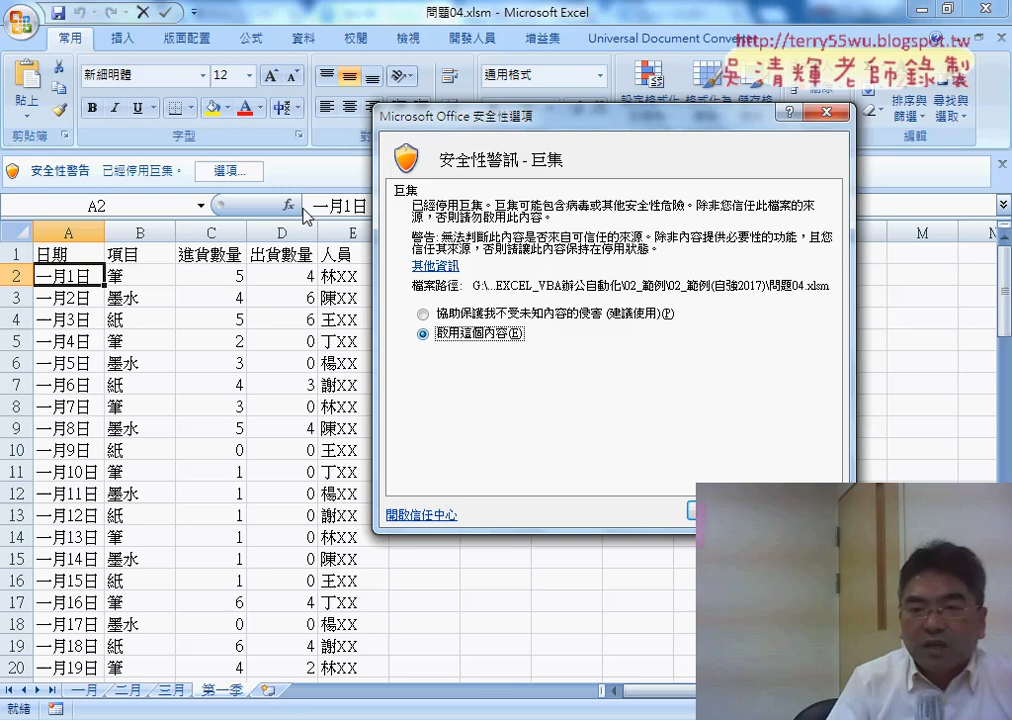 問題04.xlsm - Microsoft Excel
常用 插入 版面配置 公式 資料 校閱 檢視 開發人員 增益集 Universal Document Conve
http://terry55wu.blogspot.tw
吳清輝老師錄製
新細明體 12 通用格式
貼上 B I U A 中 排序與篩選 尋找與選取
剪貼簿 字型 編輯
安全性警告 已經停用巨集。 選項...
A2 fx 一月1日
A B C D E M N
1 日期 項目 進貨數量 出貨數量 人員
2 一月1日 筆 5 4 林XX
3 一月2日 墨水 4 6 陳XX
4 一月3日 紙 5 6 王XX
5 一月4日 筆 2 0 丁XX
6 一月5日 墨水 3 0 楊XX
7 一月6日 紙 4 3 謝XX
8 一月7日 筆 3 0 林XX
9 一月8日 墨水 5 4 陳XX
10 一月9日 紙 0 0 王XX
11 一月10日 筆 1 0 丁XX
12 一月11日 墨水 1 0 楊XX
13 一月12日 紙 1 0 謝XX
14 一月13日 筆 1 0 林XX
15 一月14日 墨水 1 0 陳XX
16 一月15日 紙 1 0 王XX
17 一月16日 筆 6 4 丁XX
18 一月17日 墨水 0 0 楊XX
19 一月18日 紙 6 4 謝XX
20 一月19日 筆 4 2 林XX
一月 二月 三月 第一季
就緒
Microsoft Office 安全性選項
安全性警訊 - 巨集
巨集
已經停用巨集。巨集可能包含病毒或其他安全性危險。除非您信任此檔案的來
源，否則請勿啟用此內容。
警告: 無法判斷此內容是否來自可信任的來源。除非內容提供必要性的功能，且您
信任其來源，否則請讓此內容保持在停用狀態。
其他資訊
檔案路徑: G:\...EXCEL_VBA辦公自動化\02_範例\02_範例(自強2017)\問題04.xlsm
協助保護我不受未知內容的侵害 (建議使用)(P)
啟用這個內容(E)
開啟信任中心